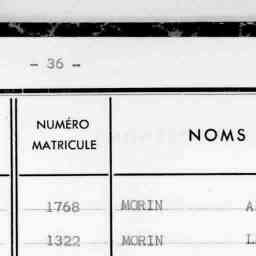 - 36 -
NUMÉRO MATRICULE NOMS
1768 MORIN A
1322 MORIN